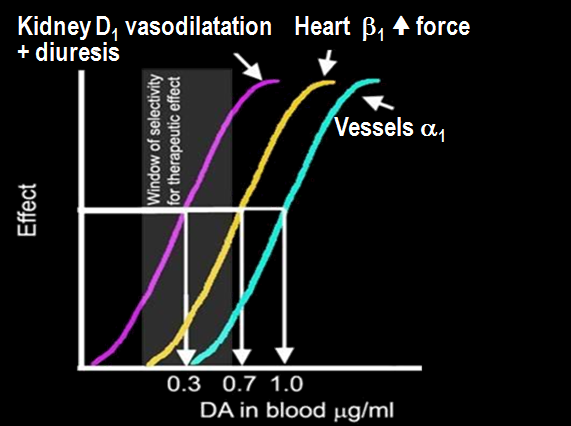 Kidney D₁ vasodilatation
+ diuresis
Heart β₁ ↑ force
Window of selectivity
for therapeutic effect
Vessels α₁
Effect
0.3 0.7 1.0
DA in blood μg/ml